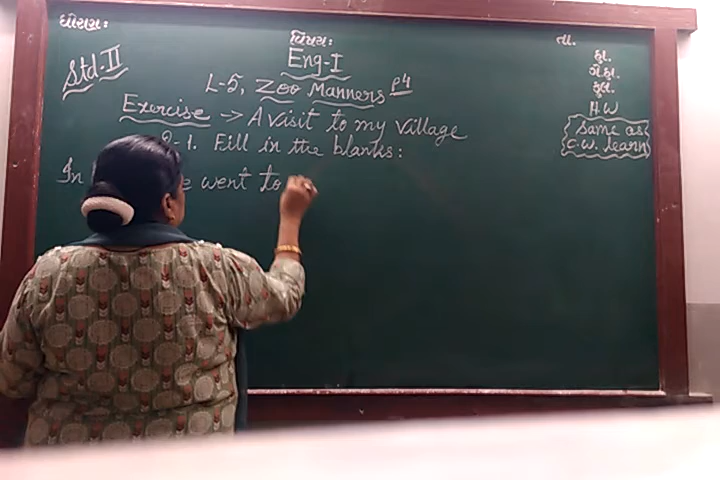 ધોરણ:
વિષય:
તા.
Std-II
Eng-I
L-5, Zoo Manners P4
Exercise → A visit to my village
Q-1. Fill in the blanks:
In
went to
કુ.
ગે.હા.
કુલ.
H.W
Same as
C.W. learn